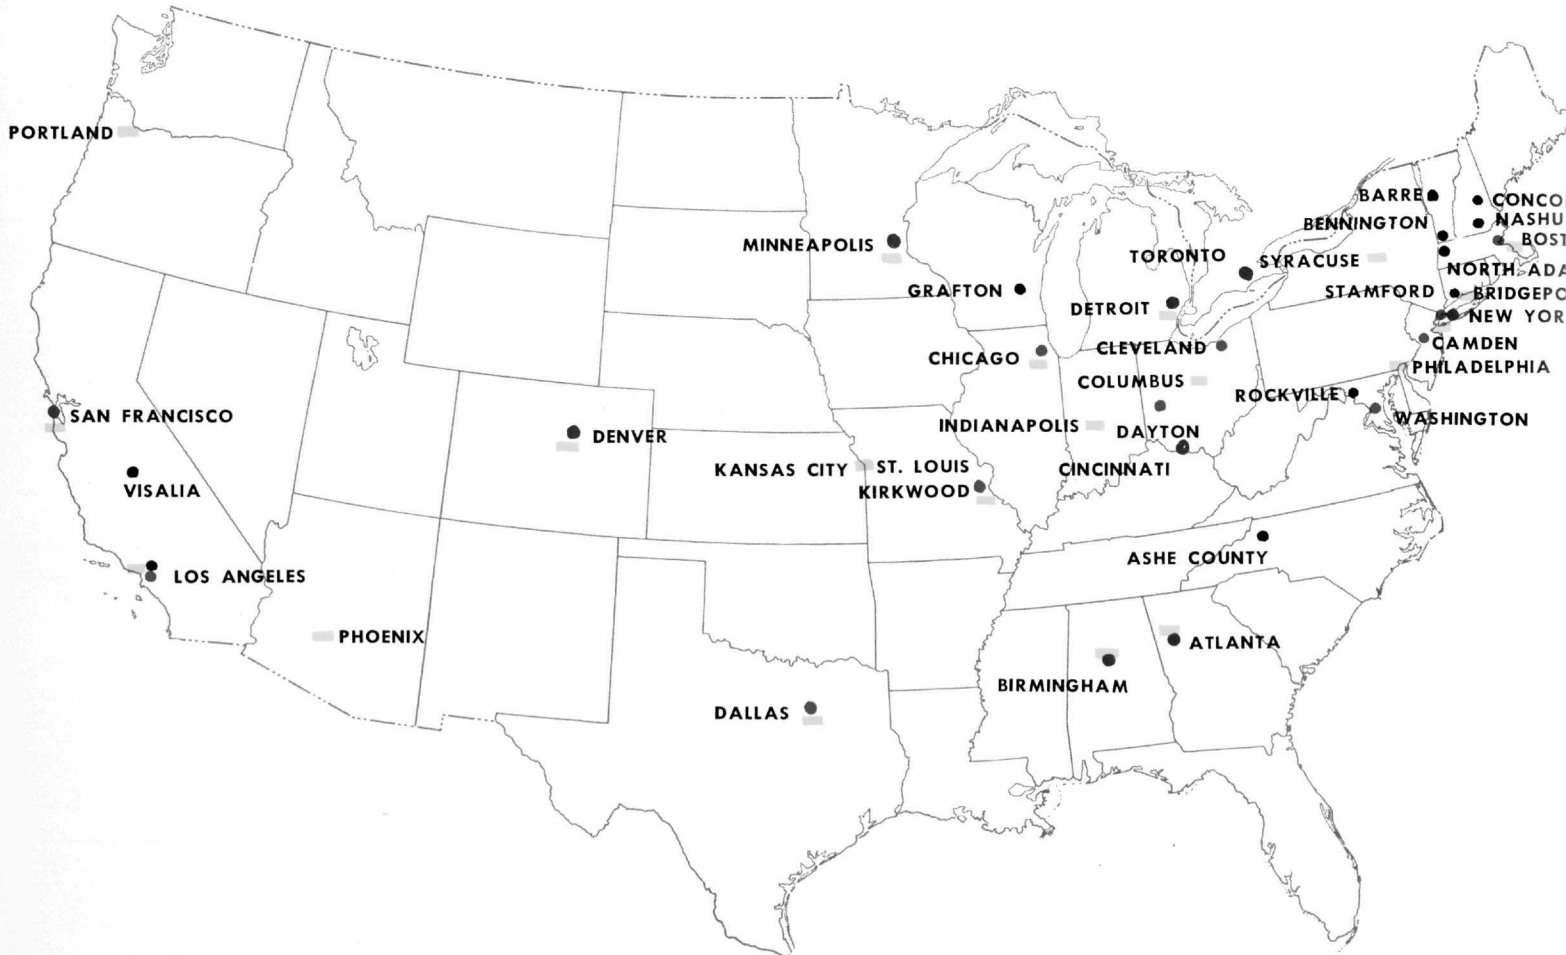 PORTLAND
BARRE
CONCO
NASHU
BENNINGTON
BOST
MINNEAPOLIS
TORONTO
SYRACUSE
NORTH ADA
GRAFTON
STAMFORD
BRIDGEPO
DETROIT
NEW YOR
CHICAGO
CLEVELAND
CAMDEN
PHILADELPHIA
COLUMBUS
ROCKVILLE
SAN FRANCISCO
WASHINGTON
INDIANAPOLIS
DAYTON
DENVER
KANSAS CITY
ST. LOUIS
CINCINNATI
VISALIA
KIRKWOOD
ASHE COUNTY
LOS ANGELES
PHOENIX
ATLANTA
BIRMINGHAM
DALLAS